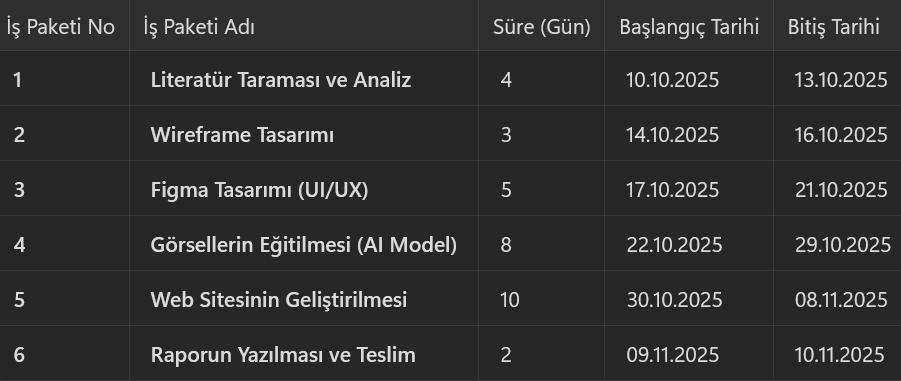 İş Paketi No İş Paketi Adı Süre (Gün) Başlangıç Tarihi Bitiş Tarihi
1 Literatür Taraması ve Analiz 4 10.10.2025 13.10.2025
2 Wireframe Tasarımı 3 14.10.2025 16.10.2025
3 Figma Tasarımı (UI/UX) 5 17.10.2025 21.10.2025
4 Görsellerin Eğitilmesi (AI Model) 8 22.10.2025 29.10.2025
5 Web Sitesinin Geliştirilmesi 10 30.10.2025 08.11.2025
6 Raporun Yazılması ve Teslim 2 09.11.2025 10.11.2025